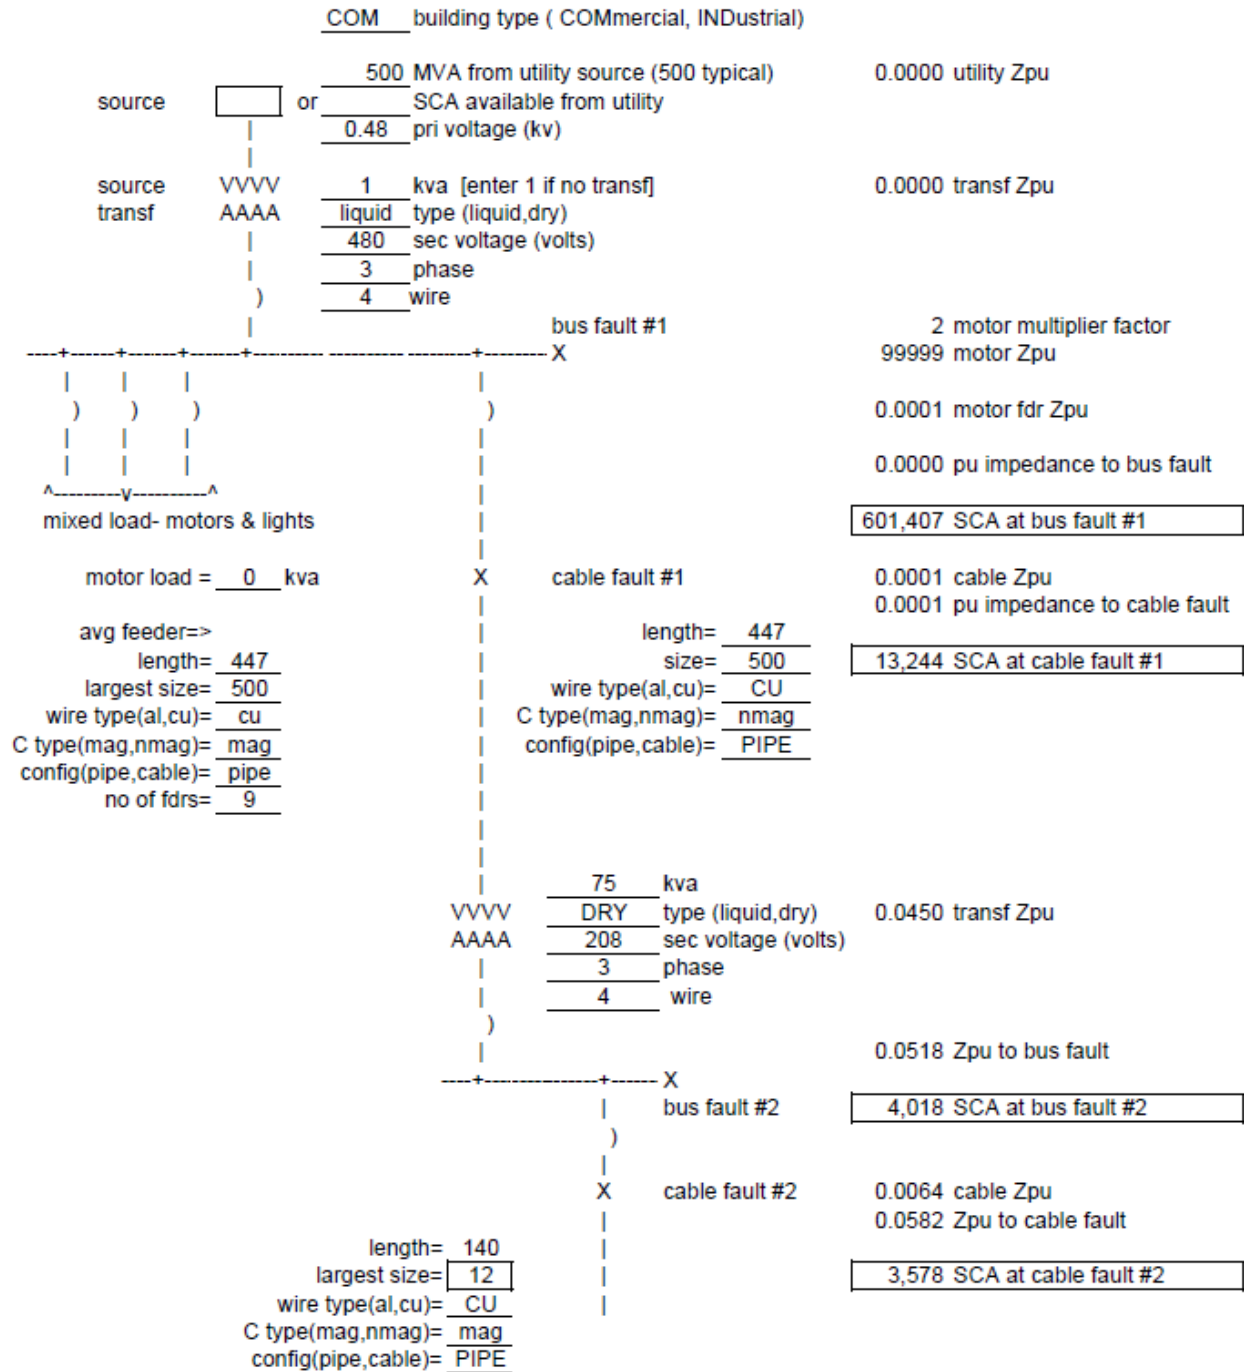 COM building type ( COMmercial, INDustrial)
500 MVA from utility source (500 typical) 0.0000 utility Zpu
source or SCA available from utility
| 0.48 pri voltage (kv)
|
source VVVV 1 kva [enter 1 if no transf] 0.0000 transf Zpu
transf AAAA liquid type (liquid,dry)
| 480 sec voltage (volts)
| 3 phase
) 4 wire
| bus fault #1 2 motor multiplier factor
----+------+------+-------+---------- ---------- ---------+-------- X 99999 motor Zpu
| | | |
) ) ) ) 0.0001 motor fdr Zpu
| | | |
| | | | 0.0000 pu impedance to bus fault
^---------v----------^ |
mixed load- motors & lights | 601,407 SCA at bus fault #1
|
motor load = 0 kva X cable fault #1 0.0001 cable Zpu
| 0.0001 pu impedance to cable fault
avg feeder=> | length= 447
length= 447 | size= 500 13,244 SCA at cable fault #1
largest size= 500 | wire type(al,cu)= CU
wire type(al,cu)= cu | C type(mag,nmag)= nmag
C type(mag,nmag)= mag | config(pipe,cable)= PIPE
config(pipe,cable)= pipe |
no of fdrs= 9 |
|
|
| 75 kva
VVVV DRY type (liquid,dry) 0.0450 transf Zpu
AAAA 208 sec voltage (volts)
| 3 phase
| 4 wire
)
| 0.0518 Zpu to bus fault
----+---------------+------ X
| bus fault #2 4,018 SCA at bus fault #2
)
|
X cable fault #2 0.0064 cable Zpu
| 0.0582 Zpu to cable fault
length= 140 |
largest size= 12 | 3,578 SCA at cable fault #2
wire type(al,cu)= CU |
C type(mag,nmag)= mag
config(pipe,cable)= PIPE